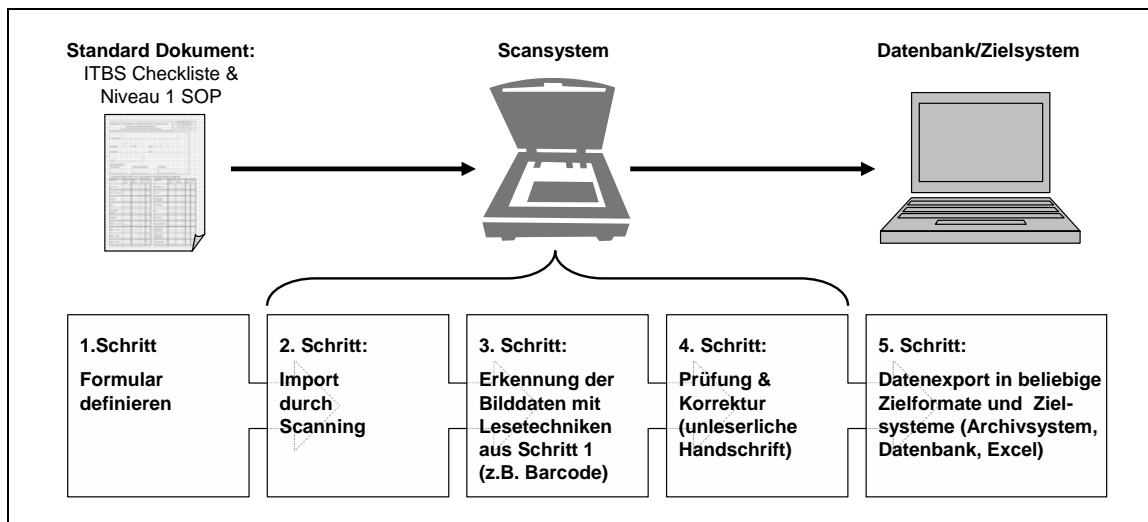 Standard Dokument:
ITBS Checkliste &
Niveau 1 SOP
Scansystem
Datenbank/Zielsystem
1.Schritt
Formular
definieren
2. Schritt:
Import
durch
Scanning
3. Schritt:
Erkennung der
Bilddaten mit
Lesetechniken
aus Schritt 1
(z.B. Barcode)
4. Schritt:
Prüfung &
Korrektur
(unleserliche
Handschrift)
5. Schritt:
Datenexport in beliebige
Zielformate und Ziel-
systeme (Archivsystem,
Datenbank, Excel)